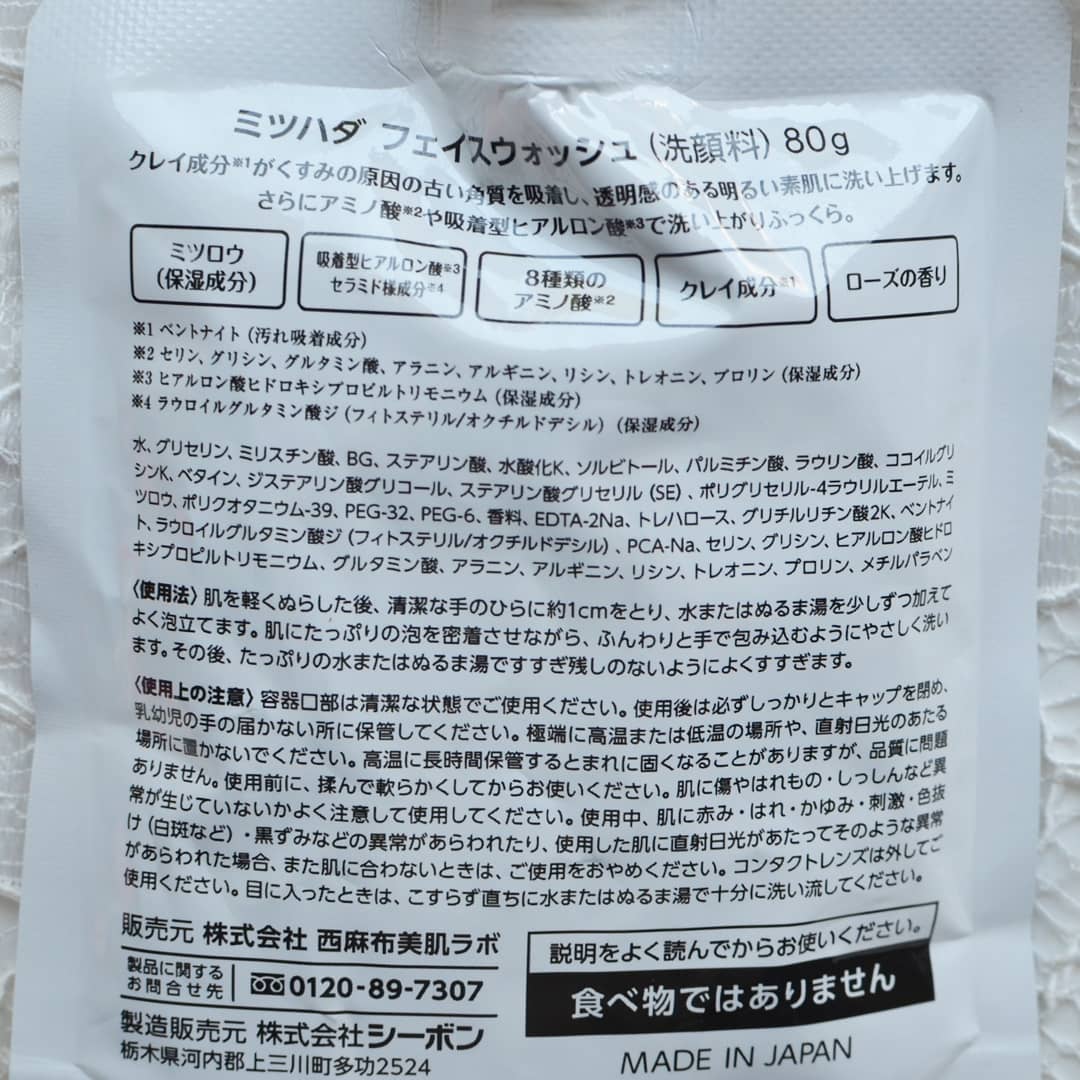 ミツハダ フェイスウォッシュ (洗顔料) 80g
クレイ成分※1がくすみの原因の古い角質を吸着し、透明感のある明るい素肌に洗い上げます。
さらにアミノ酸※2や吸着型ヒアルロン酸※3で洗い上がりふっくら。
ミツロウ
(保湿成分)
吸着型ヒアルロン酸※3
セラミド様成分※4
8種類の
アミノ酸※2
クレイ成分※1
ローズの香り
※1 ベントナイト (汚れ吸着成分)
※2 セリン、グリシン、グルタミン酸、アラニン、アルギニン、リシン、トレオニン、プロリン (保湿成分)
※3 ヒアルロン酸ヒドロキシプロピルトリモニウム (保湿成分)
※4 ラウロイルグルタミン酸ジ (フィトステリル/オクチルドデシル) (保湿成分)
水、グリセリン、ミリスチン酸、BG、ステアリン酸、水酸化K、ソルビトール、パルミチン酸、ラウリン酸、ココイルグリ
シンK、ベタイン、ジステアリン酸グリコール、ステアリン酸グリセリル (SE) 、ポリグリセリル-4ラウリルエーテル、ミ
ツロウ、ポリクオタニウム-39、PEG-32、PEG-6、香料、EDTA-2Na、トレハロース、グリチルリチン酸2K、ベントナイ
ト、ラウロイルグルタミン酸ジ (フィトステリル/オクチルドデシル) 、PCA-Na、セリン、グリシン、ヒアルロン酸ヒドロ
キシプロピルトリモニウム、グルタミン酸、アラニン、アルギニン、リシン、トレオニン、プロリン、メチルパラベン
〈使用法〉肌を軽くぬらした後、清潔な手のひらに約1cmをとり、水またはぬるま湯を少しずつ加えて
よく泡立てます。肌にたっぷりの泡を密着させながら、ふんわりと手で包み込むようにやさしく洗い
ます。その後、たっぷりの水またはぬるま湯ですすぎ残しのないようによくすすぎます。
〈使用上の注意〉容器口部は清潔な状態でご使用ください。使用後は必ずしっかりとキャップを閉め、
乳幼児の手の届かない所に保管してください。極端に高温または低温の場所や、直射日光のあたる
場所に置かないでください。高温に長時間保管するとまれに固くなることがありますが、品質に問題
ありません。使用前に、揉んで軟らかくしてからお使いください。肌に傷やはれもの・しっしんなど異
常が生じていないかよく注意して使用してください。使用中、肌に赤み・はれ・かゆみ・刺激・色抜
け (白斑など) ・黒ずみなどの異常があらわれたり、使用した肌に直射日光があたってそのような異常
があらわれた場合、また肌に合わないときは、ご使用をおやめください。コンタクトレンズは外してご
使用ください。目に入ったときは、こすらず直ちに水またはぬるま湯で十分に洗い流してください。
販売元 株式会社 西麻布美肌ラボ
製品に関する
お問合せ先
0120-89-7307
製造販売元 株式会社シーボン
栃木県河内郡上三川町多功2524
説明をよく読んでからお使いください。
食べ物ではありません
MADE IN JAPAN